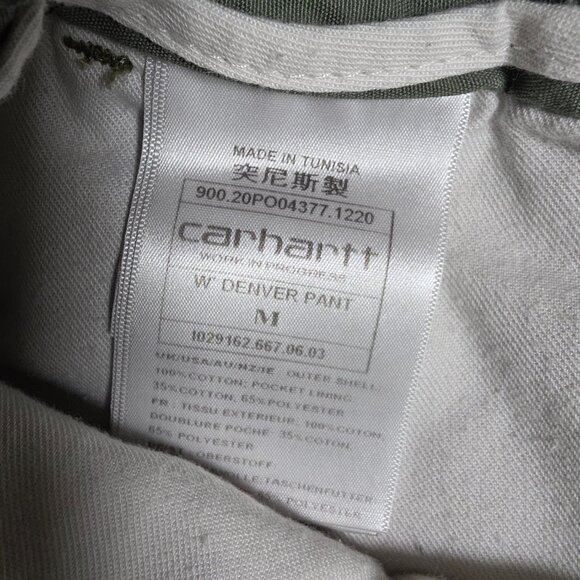 MADE IN TUNISIA
突尼斯製
900.20PO04377.1220
carhartt
WORK IN PROGRESS
W' DENVER PANT
M
I029162.667.06.03
UK/USA/AU/NZ/IE OUTER SHELL:
100%COTTON; POCKET LINING
35%COTTON, 65%POLYESTER
FR TISSU EXTERIEUR: 100%COTON;
DOUBLURE POCHE: 35%COTON,
65% POLYESTER
OBERSTOFF
TASCHENFUTTER
POLYESTER